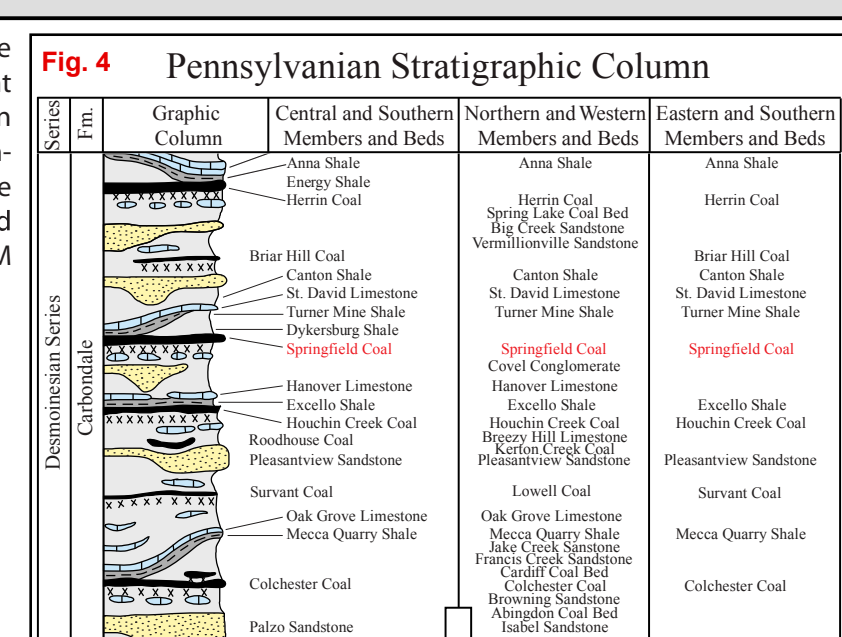 e
t
n
n-
e
d
M
Fig. 4 Pennsylvanian Stratigraphic Column
Series
Fm.
Graphic
Column
Central and Southern
Members and Beds
Northern and Western
Members and Beds
Eastern and Southern
Members and Beds
Desmoinesian Series
Carbondale
Anna Shale
Energy Shale
Herrin Coal
Briar Hill Coal
Canton Shale
St. David Limestone
Turner Mine Shale
Dykersburg Shale
Springfield Coal
Hanover Limestone
Excello Shale
Houchin Creek Coal
Roodhouse Coal
Pleasantview Sandstone
Survant Coal
Oak Grove Limestone
Mecca Quarry Shale
Colchester Coal
Palzo Sandstone
Anna Shale
Herrin Coal
Spring Lake Coal Bed
Big Creek Sandstone
Vermillionville Sandstone
Canton Shale
St. David Limestone
Turner Mine Shale
Springfield Coal
Covel Conglomerate
Hanover Limestone
Excello Shale
Houchin Creek Coal
Breezy Hill Limestone
Kerton Creek Coal
Pleasantview Sandstone
Lowell Coal
Oak Grove Limestone
Mecca Quarry Shale
Jake Creek Sanstone
Francis Creek Sandstone
Cardiff Coal Bed
Colchester Coal
Browning Sandstone
Abingdon Coal Bed
Isabel Sandstone
Anna Shale
Herrin Coal
Briar Hill Coal
Canton Shale
St. David Limestone
Turner Mine Shale
Springfield Coal
Excello Shale
Houchin Creek Coal
Pleasantview Sandstone
Survant Coal
Mecca Quarry Shale
Colchester Coal